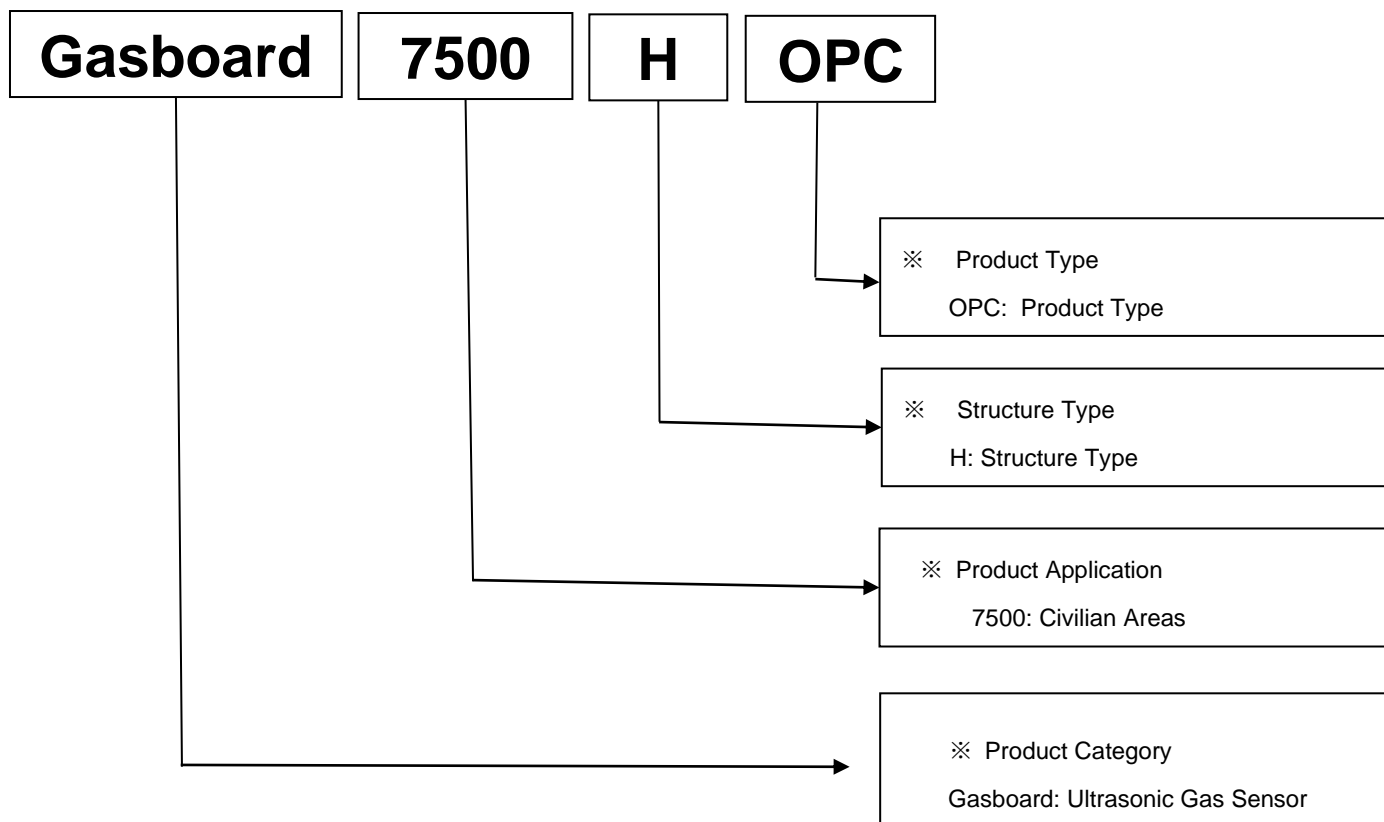 Gasboard 7500 H OPC
※ Product Type
OPC: Product Type
※ Structure Type
H: Structure Type
※ Product Application
7500: Civilian Areas
※ Product Category
Gasboard: Ultrasonic Gas Sensor